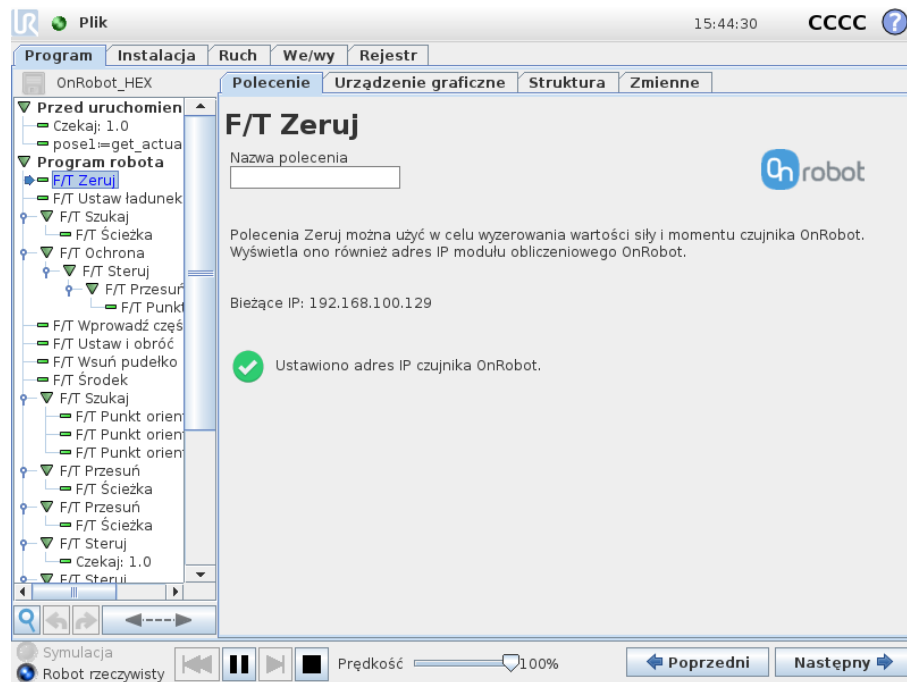 UR Plik 15:44:30 CCCC ?
Program Instalacja Ruch We/wy Rejestr
OnRobot_HEX
Polecenie Urządzenie graficzne Struktura Zmienne
Przed uruchomien
Czekaj: 1.0
pose1:=get_actua
Program robota
F/T Zeruj
F/T Ustaw ładunek
F/T Szukaj
F/T Ścieżka
F/T Ochrona
F/T Steruj
F/T Przesuń
F/T Punkt
F/T Wprowadź częś
F/T Ustaw i obróć
F/T Wsuń pudełko
F/T Środek
F/T Szukaj
F/T Punkt orien
F/T Punkt orien
F/T Punkt orien
F/T Przesuń
F/T Ścieżka
F/T Przesuń
F/T Ścieżka
F/T Steruj
Czekaj: 1.0
F/T Steruj
F/T Zeruj
Nazwa polecenia
On robot
Polecenia Zeruj można użyć w celu wyzerowania wartości siły i momentu czujnika OnRobot.
Wyświetla ono również adres IP modułu obliczeniowego OnRobot.
Bieżące IP: 192.168.100.129
Ustawiono adres IP czujnika OnRobot.
Symulacja
Robot rzeczywisty
Prędkość 100%
Poprzedni Następny